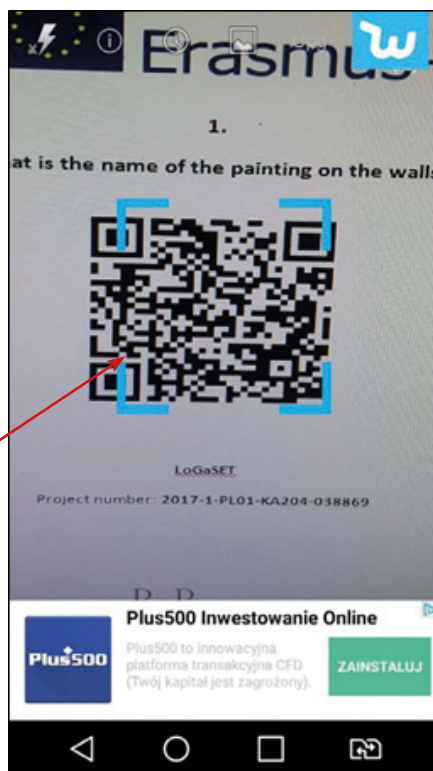 Erasmus+
1.
at is the name of the painting on the walls
LoGaSET
Project number: 2017-1-PL01-KA204-038869
Plus500 Inwestowanie Online
Plus500
Plus500 to innowacyjna
platforma transakcyjna CFD
(Twój kapitał jest zagrożony).
ZAINSTALUJ